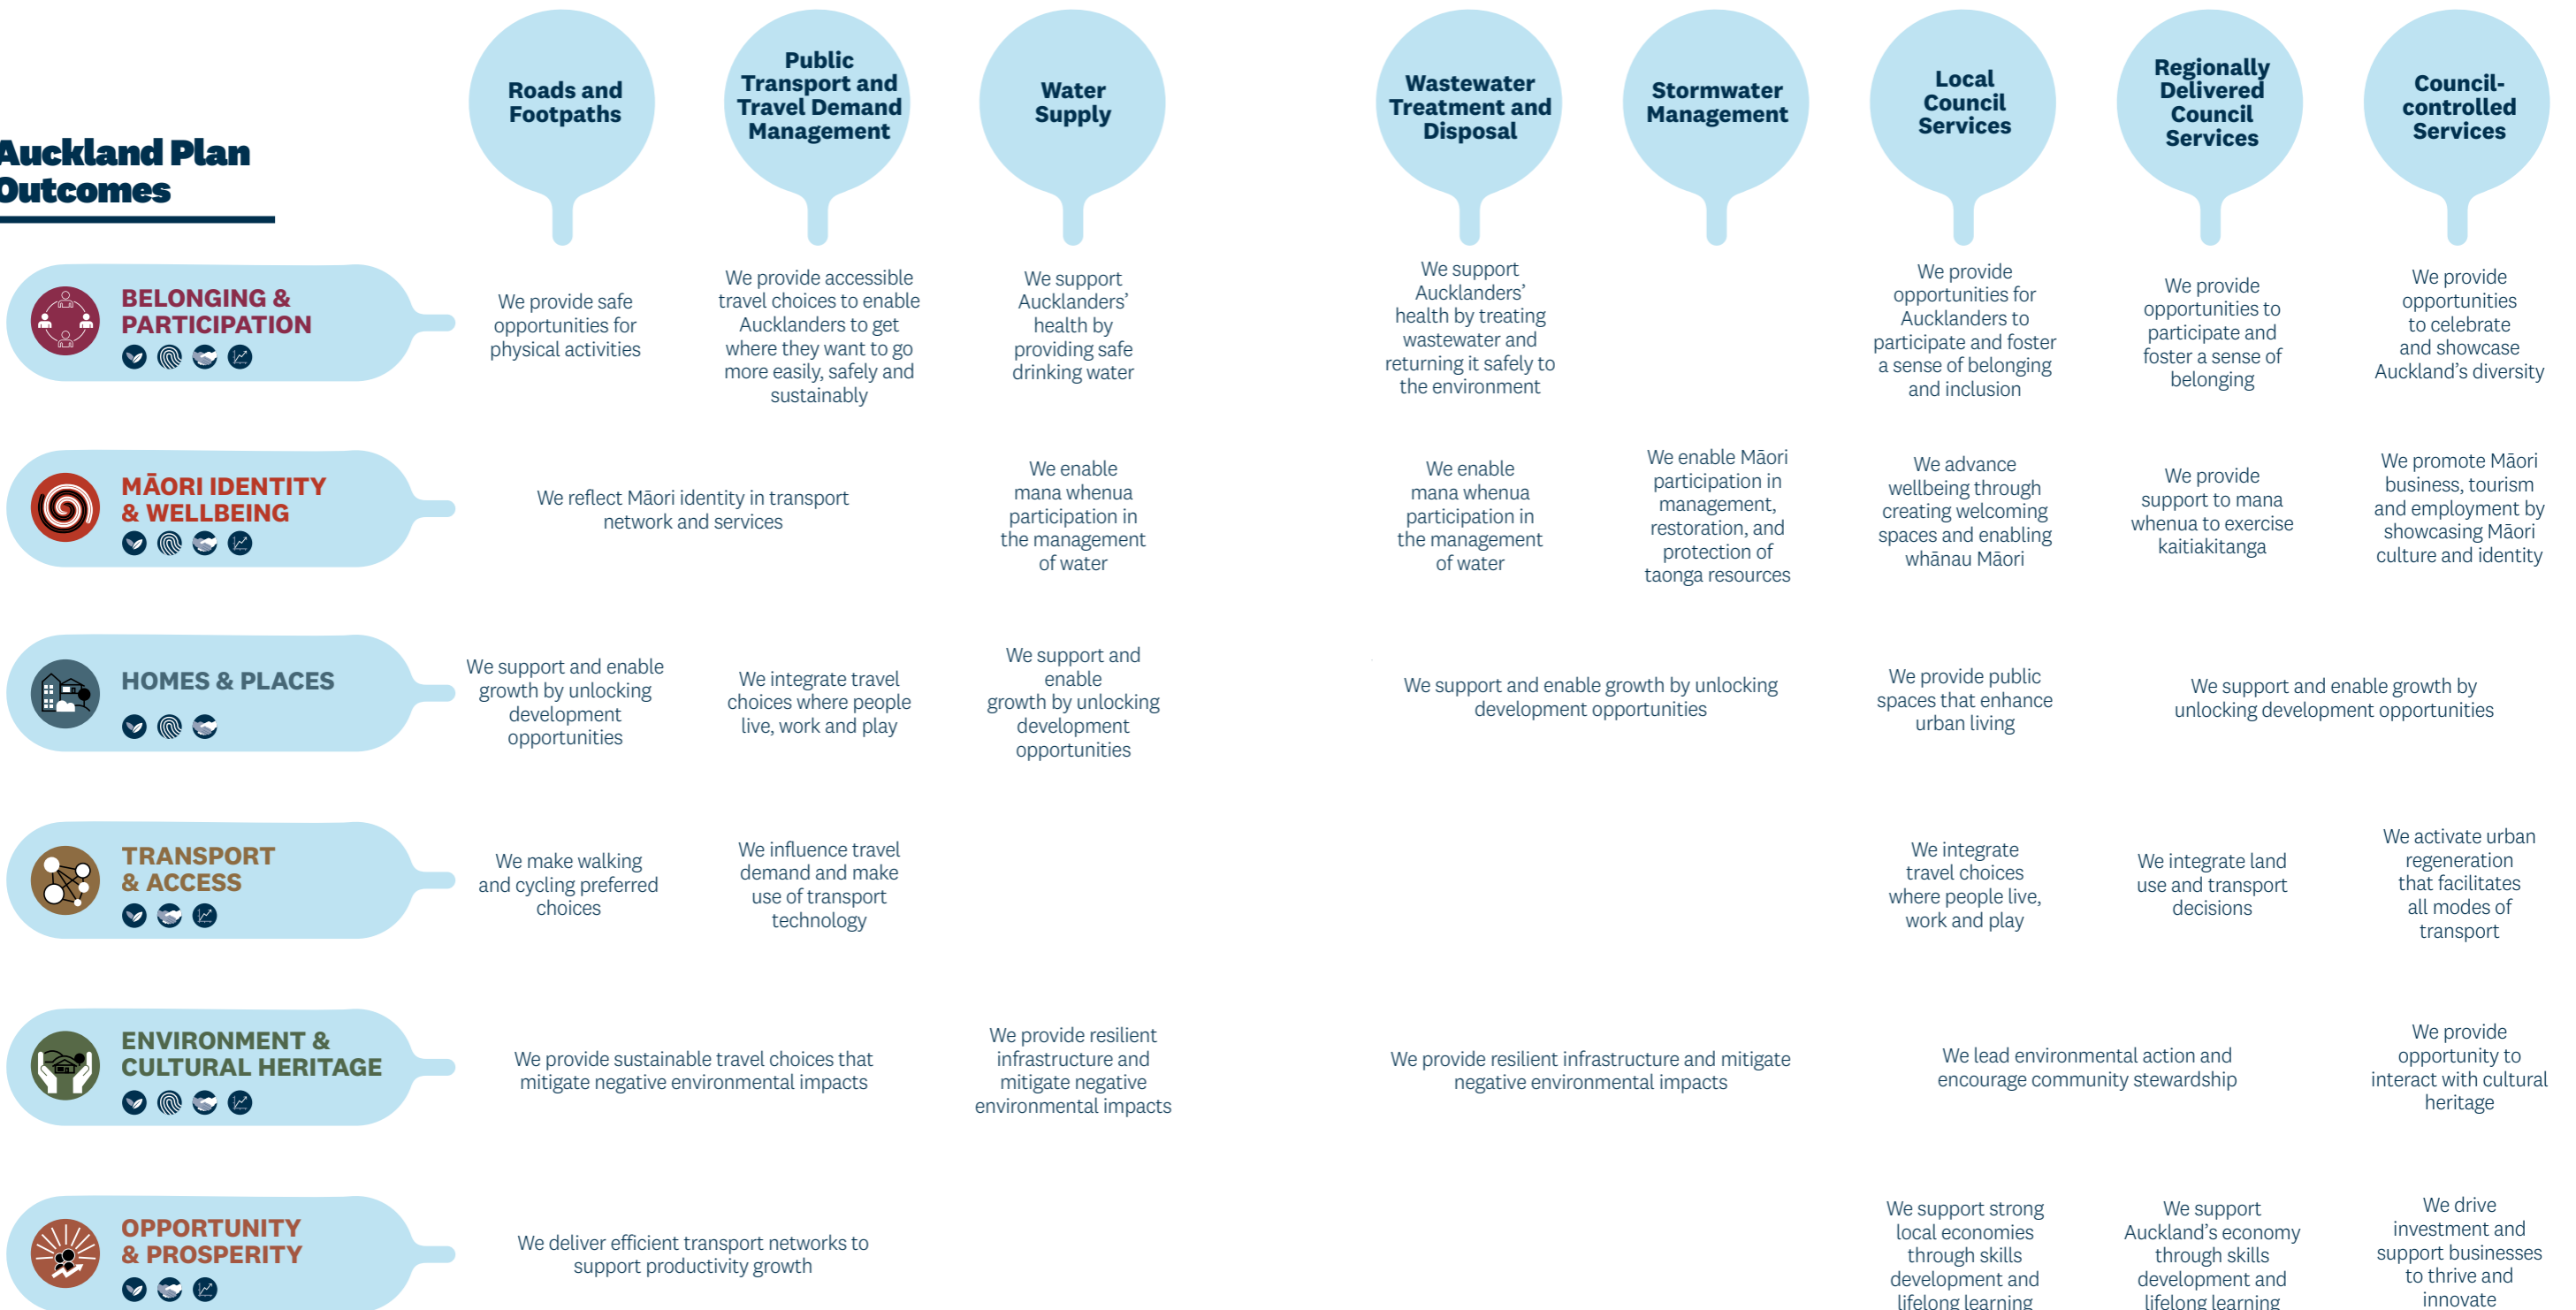 Auckland Plan
Outcomes
Roads and
Footpaths
Public
Transport and
Travel Demand
Management
Water
Supply
Wastewater
Treatment and
Disposal
Stormwater
Management
Local
Council
Services
Regionally
Delivered
Council
Services
Council-
controlled
Services
BELONGING &
PARTICIPATION
We provide safe
opportunities for
physical activities
We provide accessible
travel choices to enable
Aucklanders to get
where they want to go
more easily, safely and
sustainably
We support
Aucklanders’
health by
providing safe
drinking water
We support
Aucklanders’
health by treating
wastewater and
returning it safely to
the environment
We provide
opportunities for
Aucklanders to
participate and foster
a sense of belonging
and inclusion
We provide
opportunities to
participate and
foster a sense of
belonging
We provide
opportunities
to celebrate
and showcase
Auckland’s diversity
MĀORI IDENTITY
& WELLBEING
We reflect Māori identity in transport
network and services
We enable
mana whenua
participation in
the management
of water
We enable
mana whenua
participation in
the management
of water
We enable Māori
participation in
management,
restoration, and
protection of
taonga resources
We advance
wellbeing through
creating welcoming
spaces and enabling
whānau Māori
We provide
support to mana
whenua to exercise
kaitiakitanga
We promote Māori
business, tourism
and employment by
showcasing Māori
culture and identity
HOMES & PLACES
We support and enable
growth by unlocking
development
opportunities
We integrate travel
choices where people
live, work and play
We support and
enable
growth by unlocking
development
opportunities
We support and enable growth by unlocking
development opportunities
We provide public
spaces that enhance
urban living
We support and enable growth by
unlocking development opportunities
TRANSPORT
& ACCESS
We make walking
and cycling preferred
choices
We influence travel
demand and make
use of transport
technology
We integrate
travel choices
where people live,
work and play
We integrate land
use and transport
decisions
We activate urban
regeneration
that facilitates
all modes of
transport
ENVIRONMENT &
CULTURAL HERITAGE
We provide sustainable travel choices that
mitigate negative environmental impacts
We provide resilient
infrastructure and
mitigate negative
environmental impacts
We provide resilient infrastructure and mitigate
negative environmental impacts
We lead environmental action and
encourage community stewardship
We provide
opportunity to
interact with cultural
heritage
OPPORTUNITY
& PROSPERITY
We deliver efficient transport networks to
support productivity growth
We support strong
local economies
through skills
development and
lifelong learning
We support
Auckland’s economy
through skills
development and
lifelong learning
We drive
investment and
support businesses
to thrive and
innovate